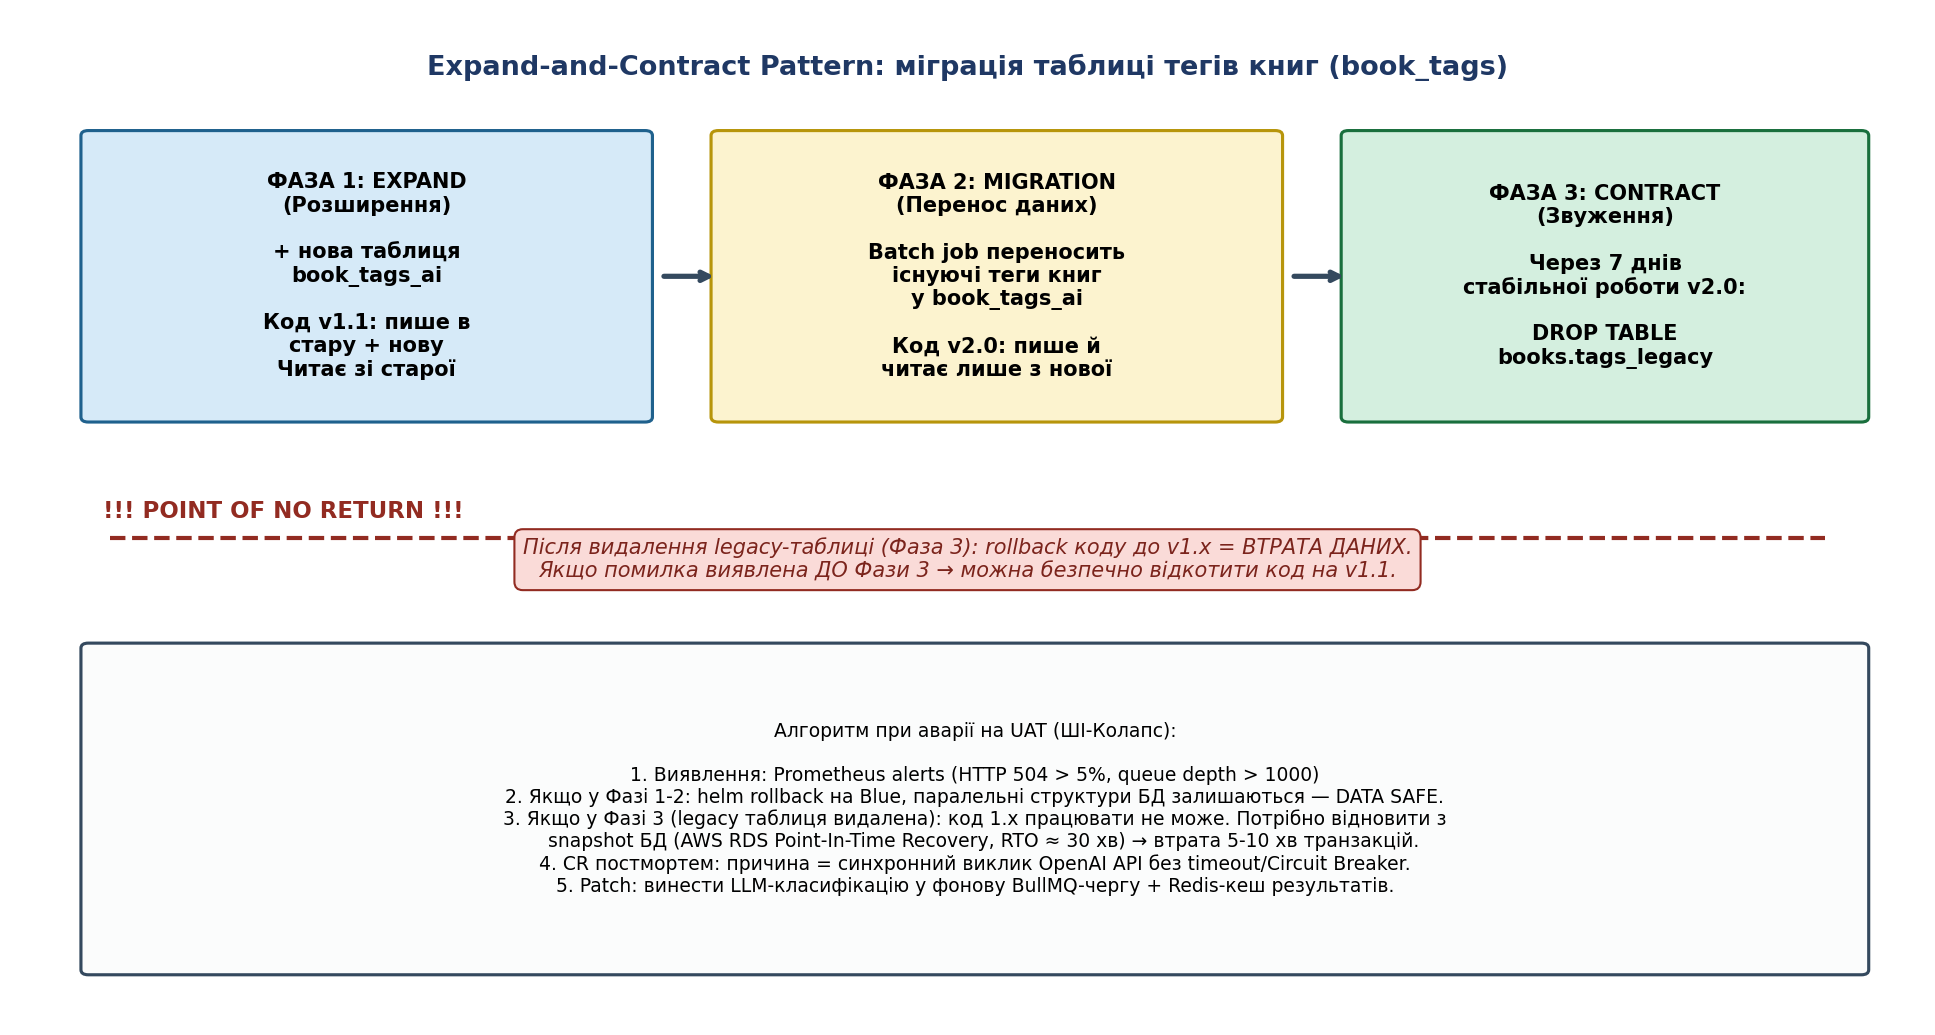 Expand-and-Contract Pattern: міграція таблиці тегів книг (book_tags)
ФАЗА 1: EXPAND
(Розширення)
+ нова таблиця
book_tags_ai
Код v1.1: пише в
стару + нову
Читає зі старої
ФАЗА 2: MIGRATION
(Перенос даних)
Batch job переносить
існуючі теги книг
у book_tags_ai
Код v2.0: пише й
читає лише з нової
ФАЗА 3: CONTRACT
(Звуження)
Через 7 днів
стабільної роботи v2.0:
DROP TABLE
books.tags_legacy
!!! POINT OF NO RETURN !!!
Після видалення legacy-таблиці (Фаза 3): rollback коду до v1.x = ВТРАТА ДАНИХ.
Якщо помилка виявлена ДО Фази 3 → можна безпечно відкотити код на v1.1.
Алгоритм при аварії на UAT (ШІ-Колапс):
1. Виявлення: Prometheus alerts (HTTP 504 > 5%, queue depth > 1000)
2. Якщо у Фазі 1-2: helm rollback на Blue, паралельні структури БД залишаються — DATA SAFE.
3. Якщо у Фазі 3 (legacy таблиця видалена): код 1.x працювати не може. Потрібно відновити з
snapshot БД (AWS RDS Point-In-Time Recovery, RTO ≈ 30 хв) → втрата 5-10 хв транзакцій.
4. CR постмортем: причина = синхронний виклик OpenAI API без timeout/Circuit Breaker.
5. Patch: винести LLM-класифікацію у фонову BullMQ-чергу + Redis-кеш результатів.